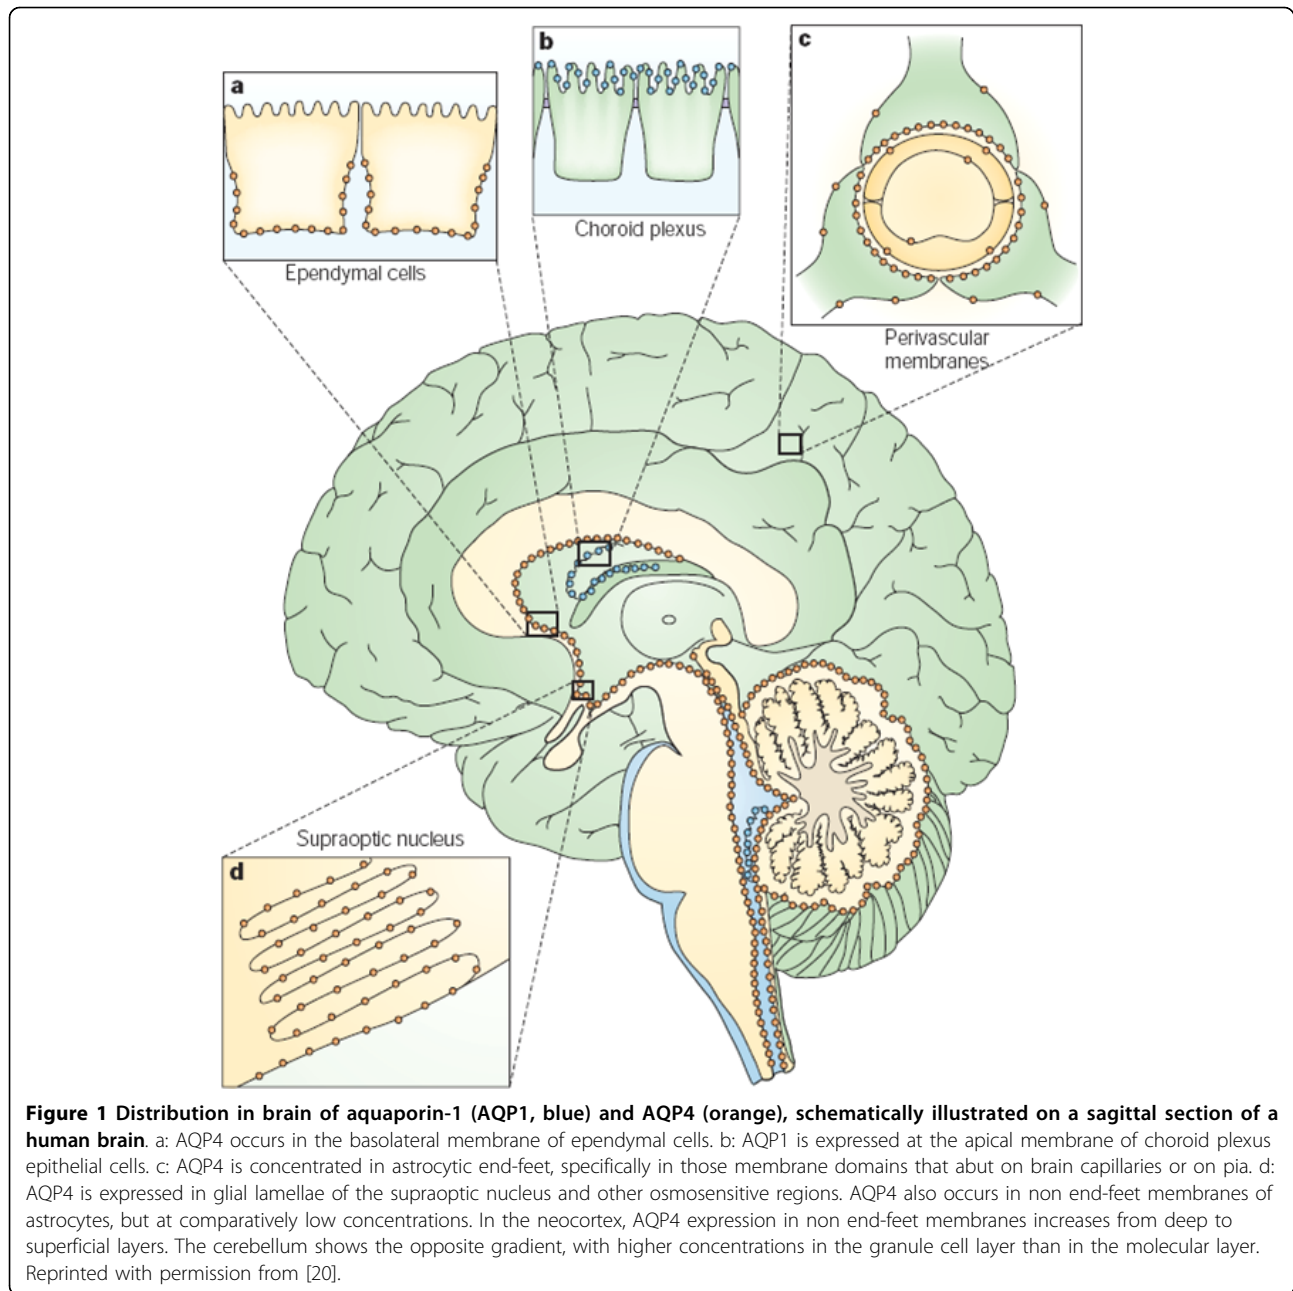 a
Ependymal cells
b
Choroid plexus
c
Perivascular
membranes
Supraoptic nucleus
d
Figure 1 Distribution in brain of aquaporin-1 (AQP1, blue) and AQP4 (orange), schematically illustrated on a sagittal section of a
human brain. a: AQP4 occurs in the basolateral membrane of ependymal cells. b: AQP1 is expressed at the apical membrane of choroid plexus
epithelial cells. c: AQP4 is concentrated in astrocytic end-feet, specifically in those membrane domains that abut on brain capillaries or on pia. d:
AQP4 is expressed in glial lamellae of the supraoptic nucleus and other osmosensitive regions. AQP4 also occurs in non end-feet membranes of
astrocytes, but at comparatively low concentrations. In the neocortex, AQP4 expression in non end-feet membranes increases from deep to
superficial layers. The cerebellum shows the opposite gradient, with higher concentrations in the granule cell layer than in the molecular layer.
Reprinted with permission from [20].